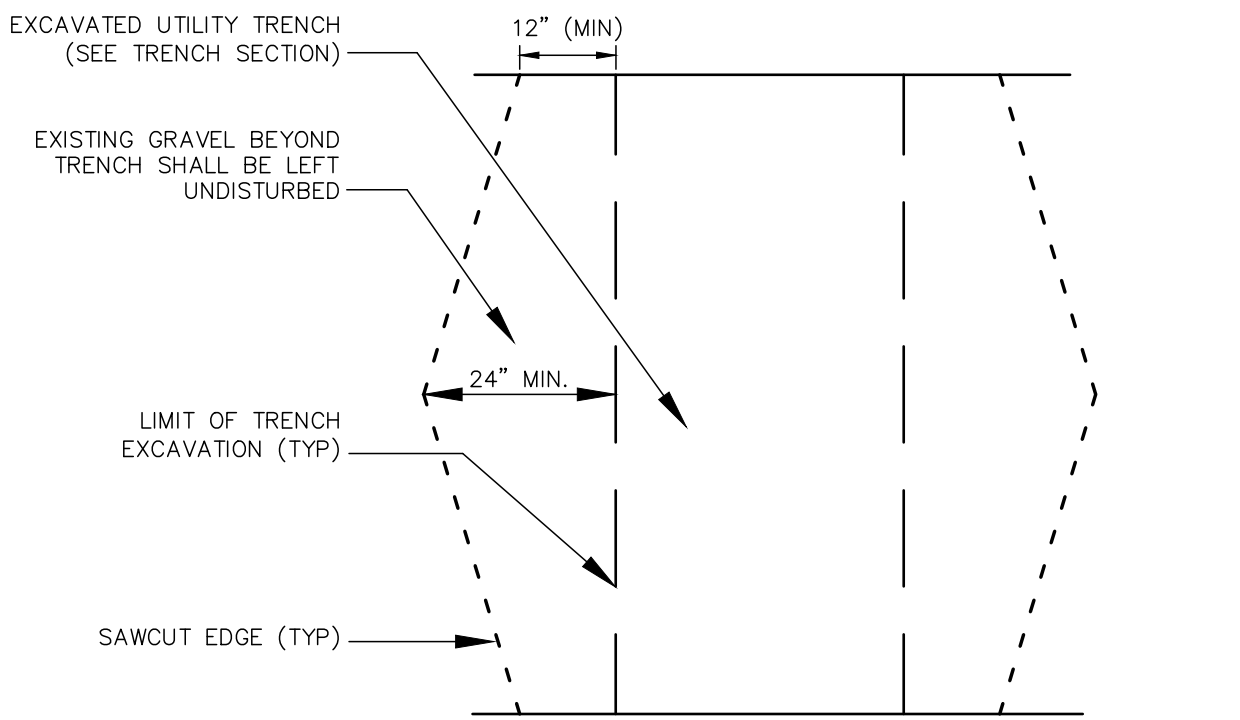 EXCAVATED UTILITY TRENCH
(SEE TRENCH SECTION)
12” (MIN)
EXISTING GRAVEL BEYOND
TRENCH SHALL BE LEFT
UNDISTURBED
24” MIN.
LIMIT OF TRENCH
EXCAVATION (TYP)
SAWCUT EDGE (TYP)